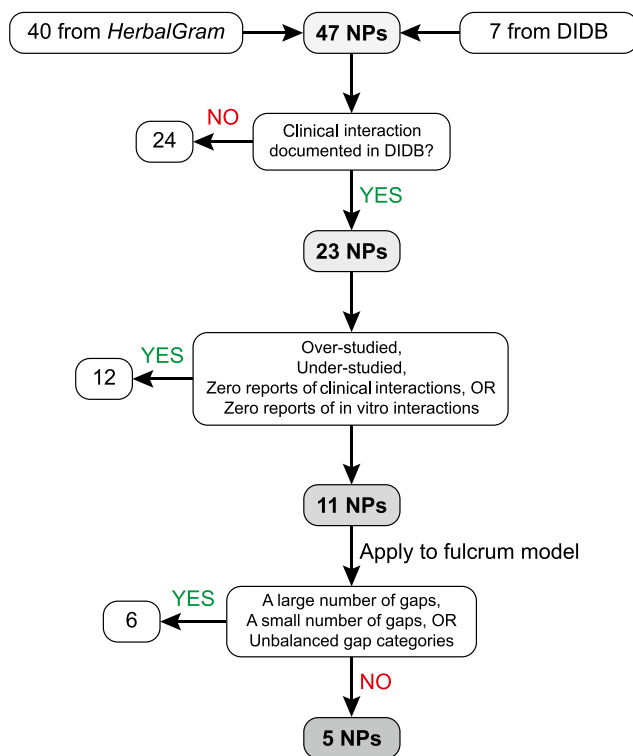 40 from HerbalGram
47 NPs
7 from DIDB
NO
24
Clinical interaction
documented in DIDB?
YES
23 NPs
YES
12
Over-studied,
Under-studied,
Zero reports of clinical interactions, OR
Zero reports of in vitro interactions
11 NPs
Apply to fulcrum model
YES
6
A large number of gaps,
A small number of gaps, OR
Unbalanced gap categories
NO
5 NPs